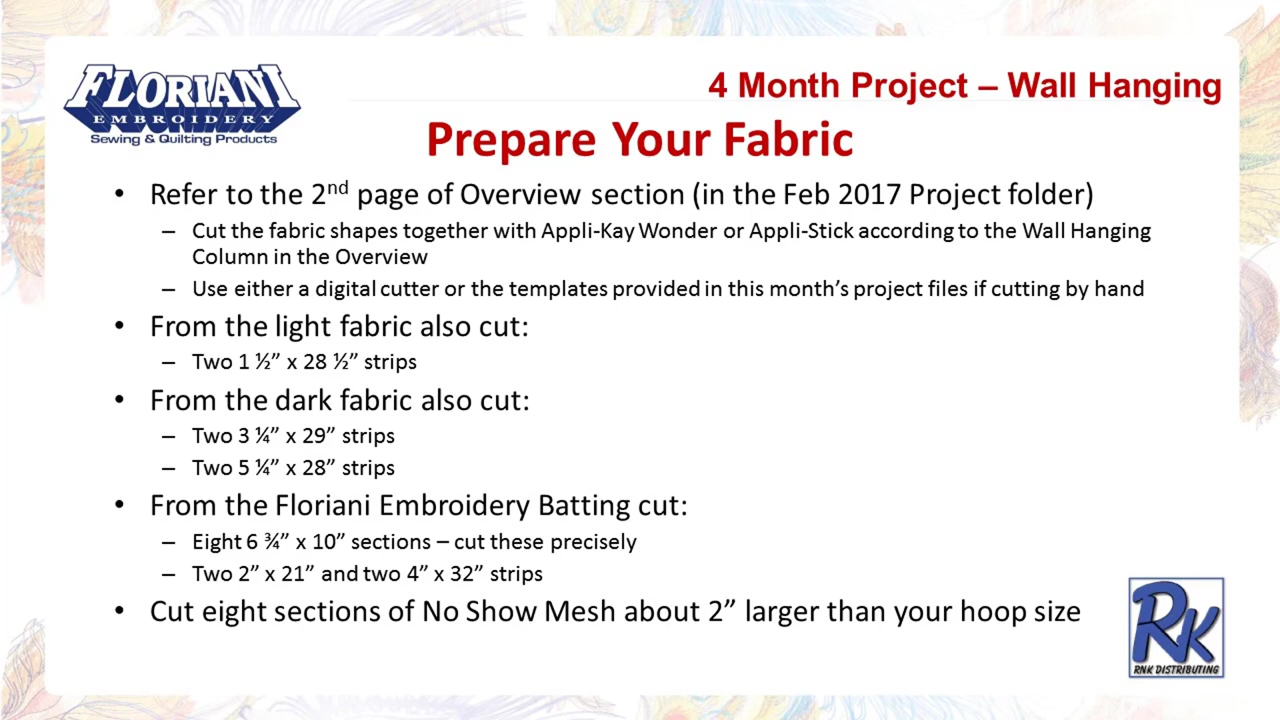 FLORIANI
EMBROIDERY
Sewing & Quilting Products
4 Month Project – Wall Hanging
Prepare Your Fabric
• Refer to the 2nd page of Overview section (in the Feb 2017 Project folder)
– Cut the fabric shapes together with Appli-Kay Wonder or Appli-Stick according to the Wall Hanging
Column in the Overview
– Use either a digital cutter or the templates provided in this month’s project files if cutting by hand
• From the light fabric also cut:
– Two 1 ½” x 28 ½” strips
• From the dark fabric also cut:
– Two 3 ¼” x 29” strips
– Two 5 ¼” x 28” strips
• From the Floriani Embroidery Batting cut:
– Eight 6 ¾” x 10” sections – cut these precisely
– Two 2” x 21” and two 4” x 32” strips
• Cut eight sections of No Show Mesh about 2” larger than your hoop size
RK
RNK DISTRIBUTING